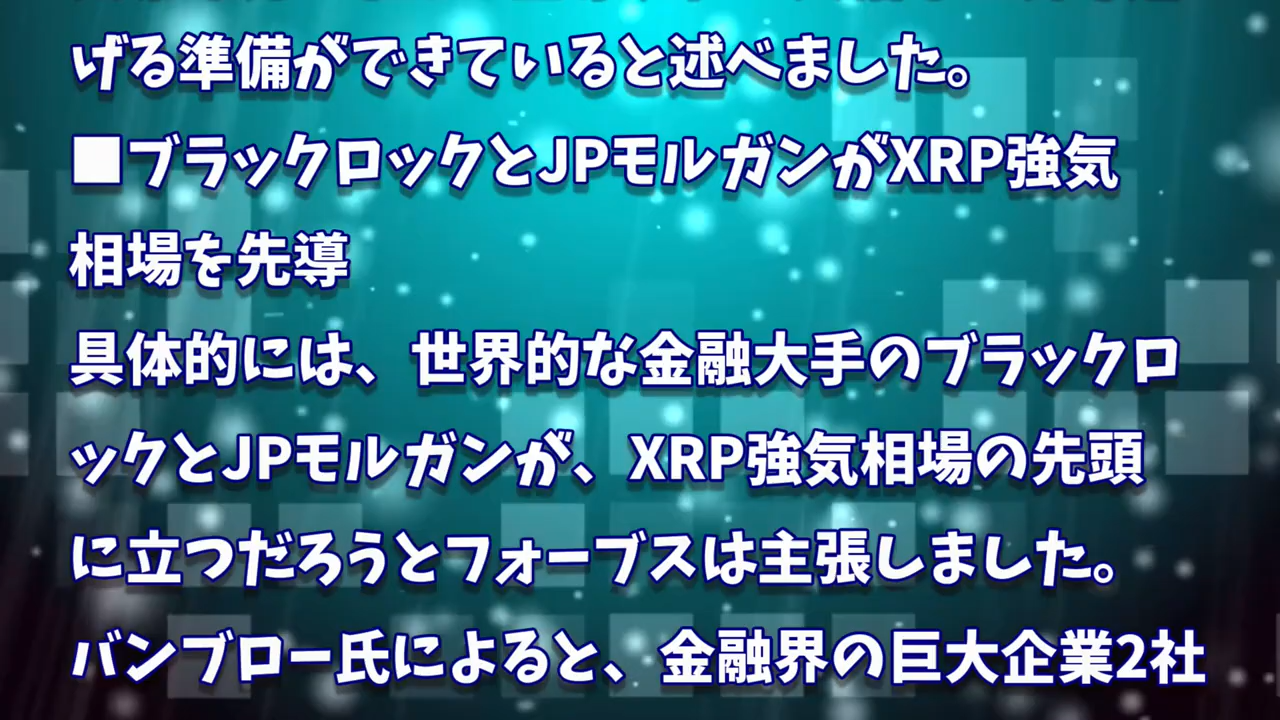 げる準備ができていると述べました。
■ブラックロックとJPモルガンがXRP強気
相場を先導
具体的には、世界的な金融大手のブラックロ
ックとJPモルガンが、XRP強気相場の先頭
に立つだろうとフォーブスは主張しました。
バンブロー氏によると、金融界の巨大企業2社